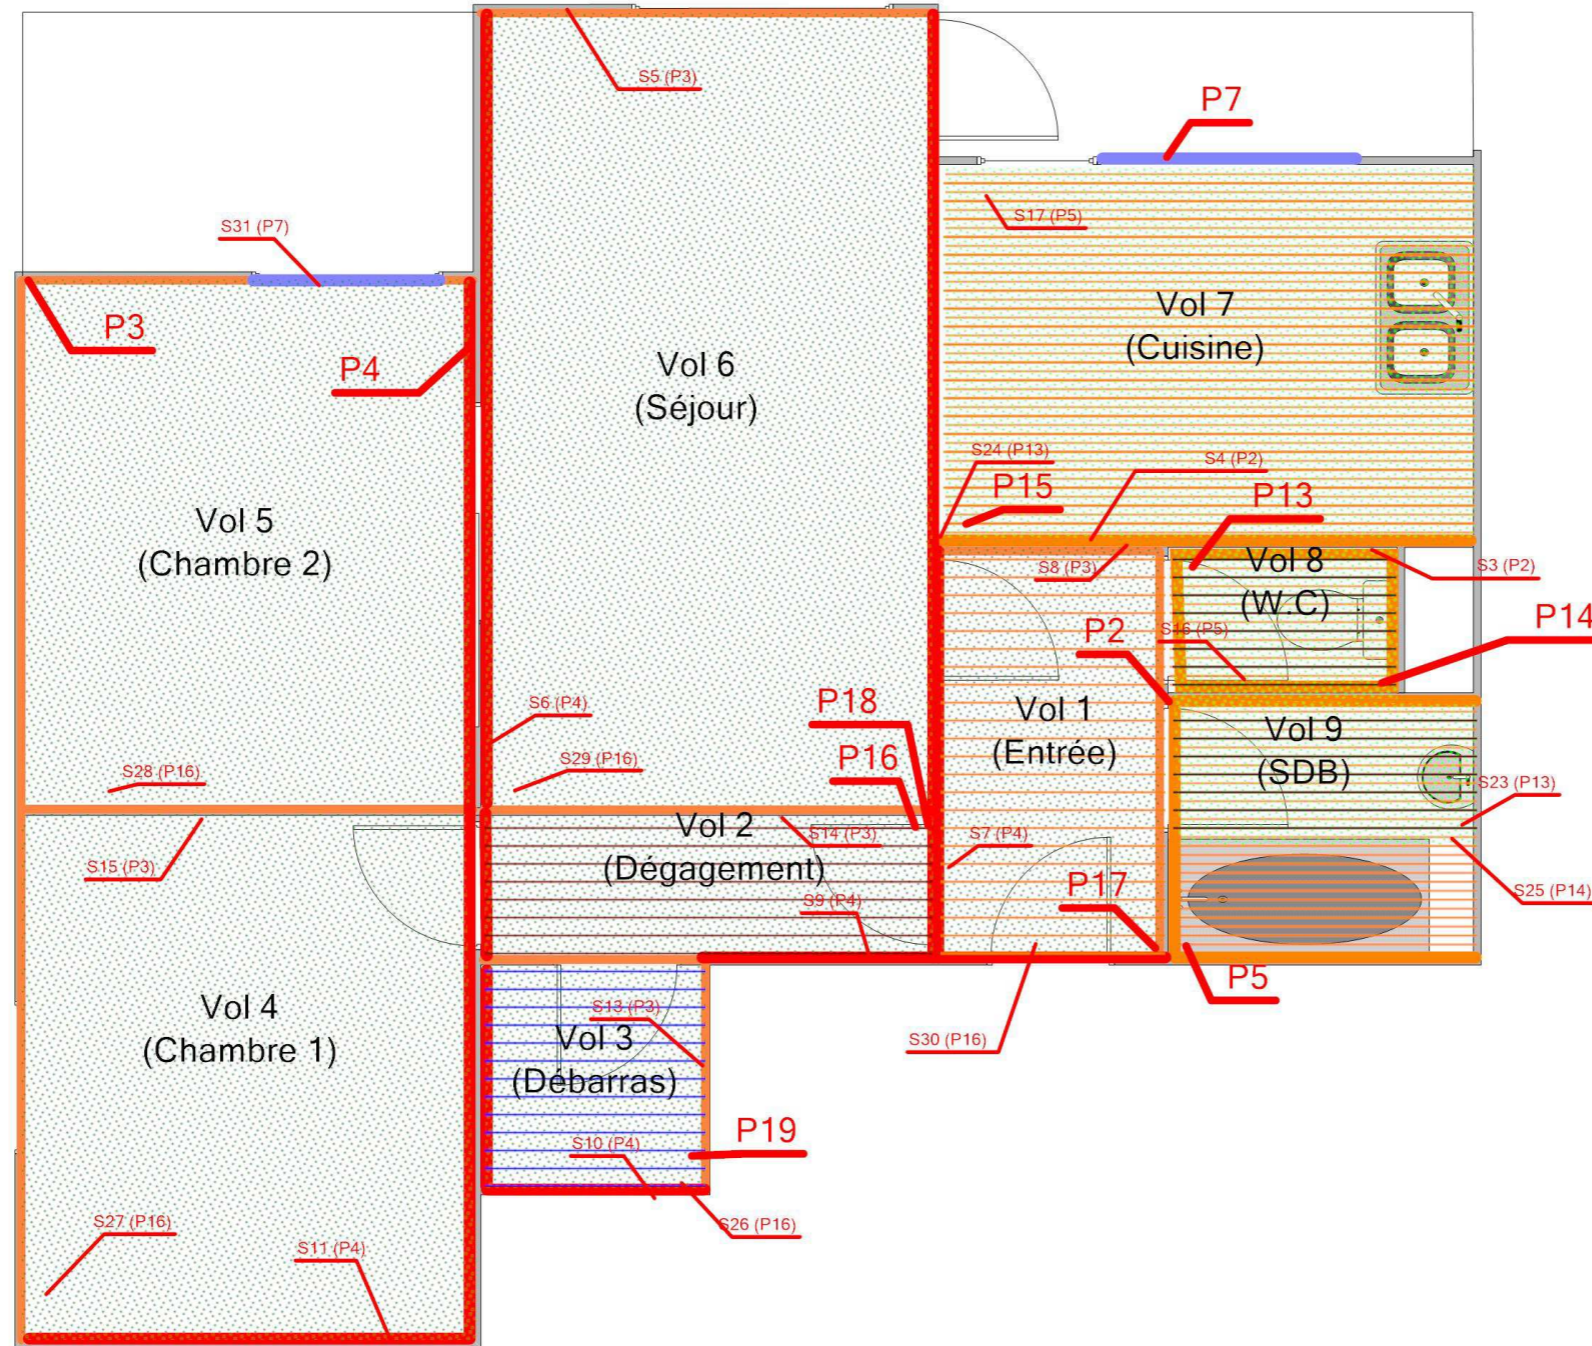 S5 (P3)
P7
S17 (P5)
S31 (P7)
P3
P4
Vol 6
(Séjour)
Vol 7
(Cuisine)
S24 (P13)
S4 (P2)
P15
P13
Vol 5
(Chambre 2)
S8 (P3)
Vol 8
(W.C)
S3 (P2)
P2
S16 (P5)
P14
S6 (P4)
P18
Vol 1
(Entrée)
Vol 9
(SDB)
S28 (P16)
S29 (P16)
P16
S23 (P13)
S15 (P3)
Vol 2
(Dégagement)
S14 (P3)
S7 (P4)
P17
S25 (P14)
S9 (P4)
P5
Vol 4
(Chambre 1)
S13 (P3)
Vol 3
(Débarras)
S30 (P16)
P19
S10 (P4)
S27 (P16)
S11 (P4)
S26 (P16)